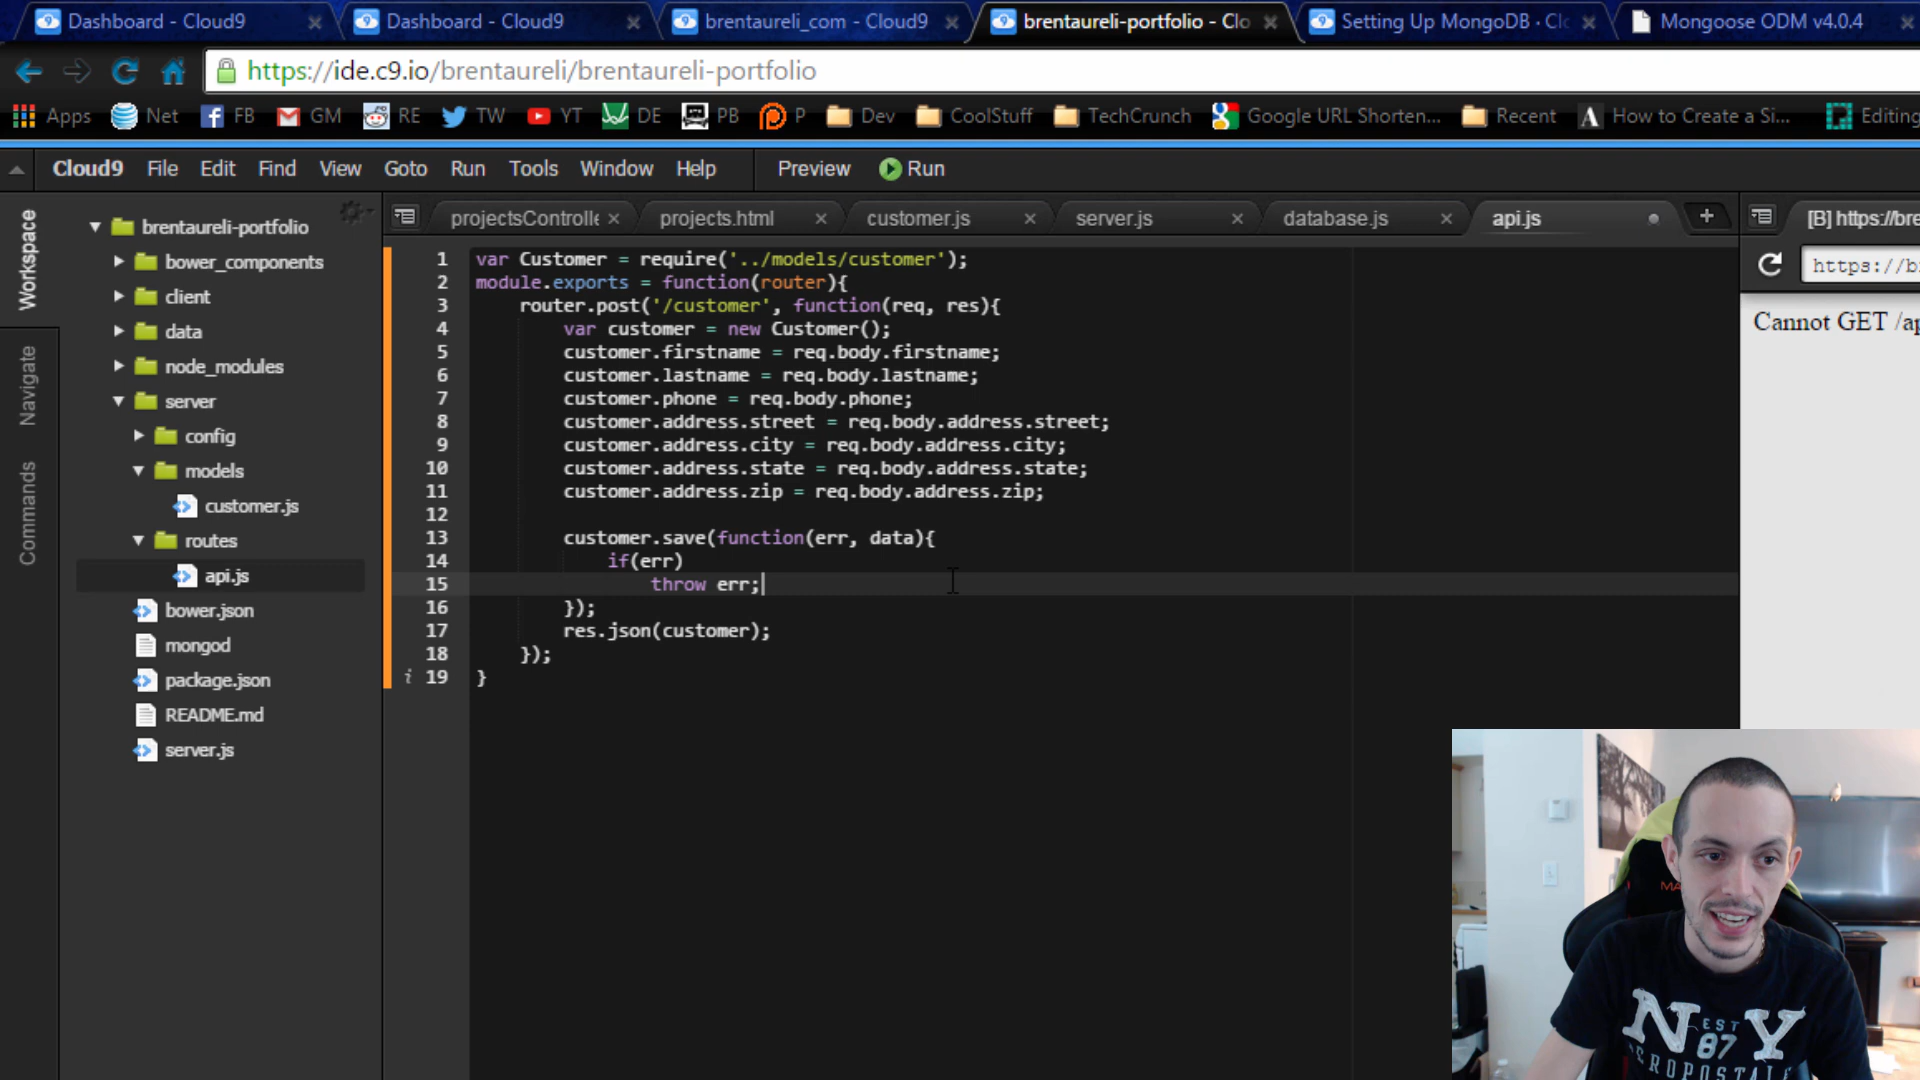 Dashboard - Cloud9
Dashboard - Cloud9
brentaureli_com - Cloud9
brentaureli-portfolio - Clo
Setting Up MongoDB · Clo
Mongoose ODM v4.0.4
https://ide.c9.io/brentaureli/brentaureli-portfolio
Apps Net FB GM RE TW YT DE PB P Dev CoolStuff TechCrunch Google URL Shorten... Recent How to Create a Si... Editing
Cloud9 File Edit Find View Goto Run Tools Window Help Preview Run
Workspace
Navigate
Commands
brentaureli-portfolio
bower_components
client
data
node_modules
server
config
models
customer.js
routes
api.js
bower.json
mongod
package.json
README.md
server.js
projectsControlle projects.html customer.js server.js database.js api.js
1 var Customer = require('../models/customer');
2 module.exports = function(router){
3 router.post('/customer', function(req, res){
4 var customer = new Customer();
5 customer.firstname = req.body.firstname;
6 customer.lastname = req.body.lastname;
7 customer.phone = req.body.phone;
8 customer.address.street = req.body.address.street;
9 customer.address.city = req.body.address.city;
10 customer.address.state = req.body.address.state;
11 customer.address.zip = req.body.address.zip;
12
13 customer.save(function(err, data){
14 if(err)
15 throw err;
16 });
17 res.json(customer);
18 });
i 19 }
[B] https://bre
https://b
Cannot GET /ap
NY
EST
87
AEROPOSTALE